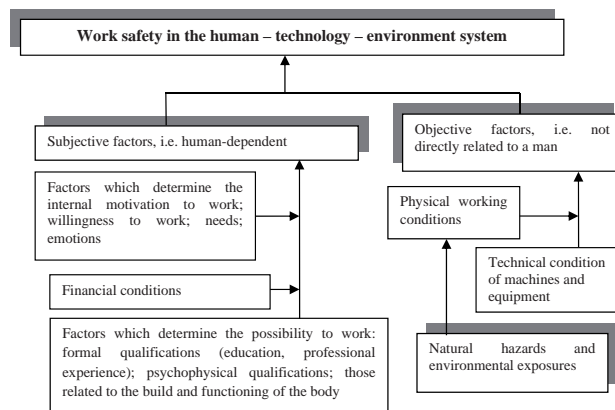 Work safety in the human – technology – environment system
Subjective factors, i.e. human-dependent
Objective factors, i.e. not
directly related to a man
Factors which determine the
internal motivation to work;
willingness to work; needs;
emotions
Physical working
conditions
Financial conditions
Technical condition
of machines and
equipment
Factors which determine the possibility to work:
formal qualifications (education, professional
experience); psychophysical qualifications; those
related to the build and functioning of the body
Natural hazards and
environmental exposures